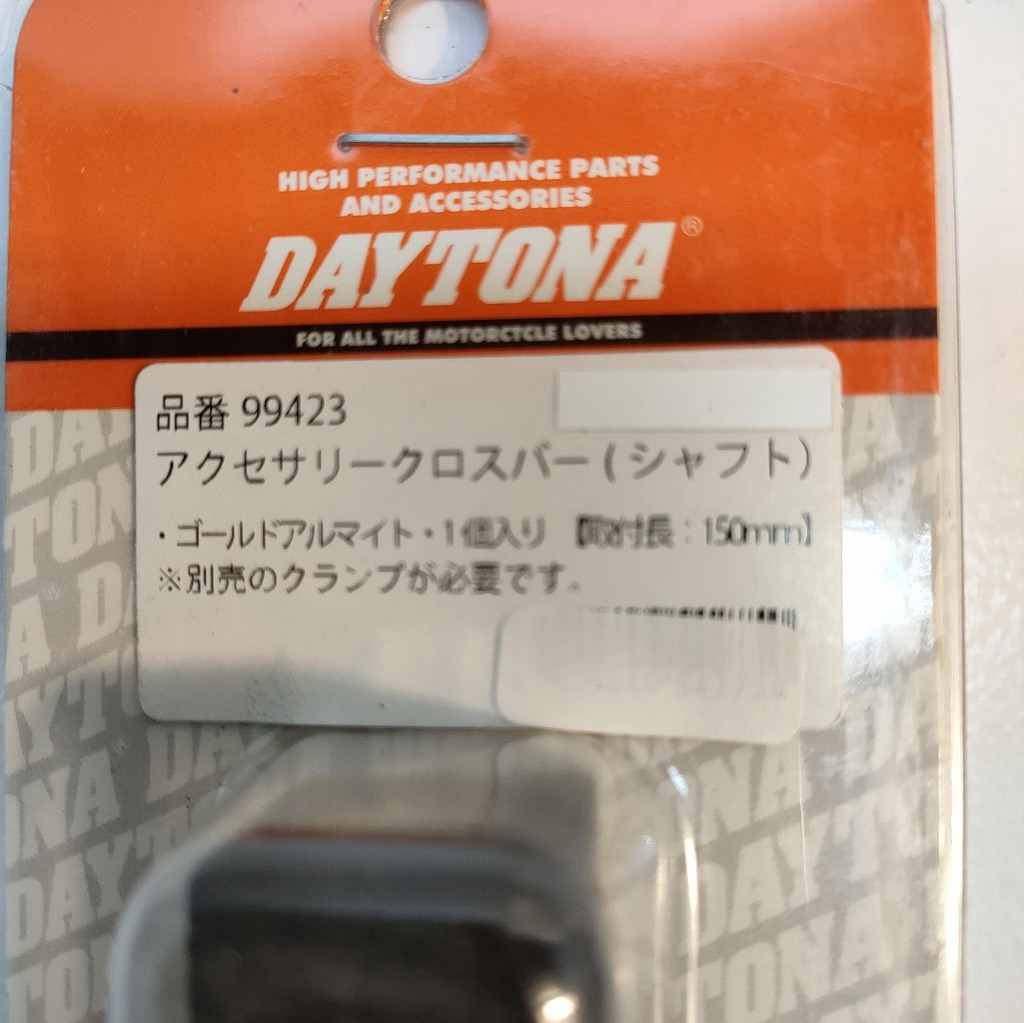 HIGH PERFORMANCE PARTS
AND ACCESSORIES
DAYTONA®
FOR ALL THE MOTORCTCLE LOVERS
品番 99423
アクセサリークロスバー ( シャフト）
・ゴールドアルマイト・1個入り 【取付長：150mm】
※別売のクランプが必要です。